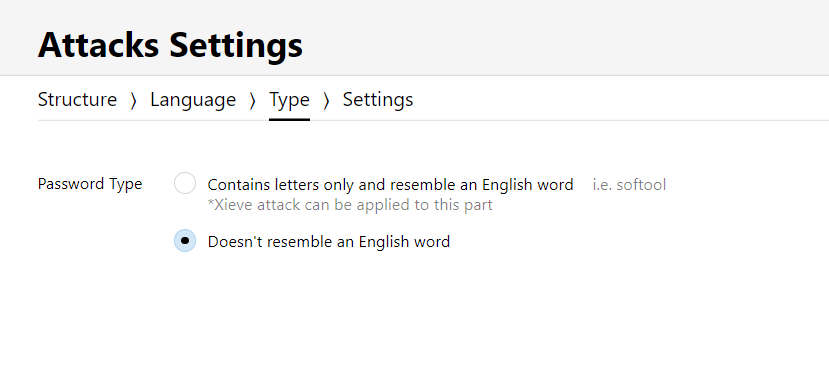 Attacks Settings
Structure 〉 Language 〉 Type 〉 Settings
Password Type
Contains letters only and resemble an English word i.e. softool
*Xieve attack can be applied to this part
Doesn't resemble an English word